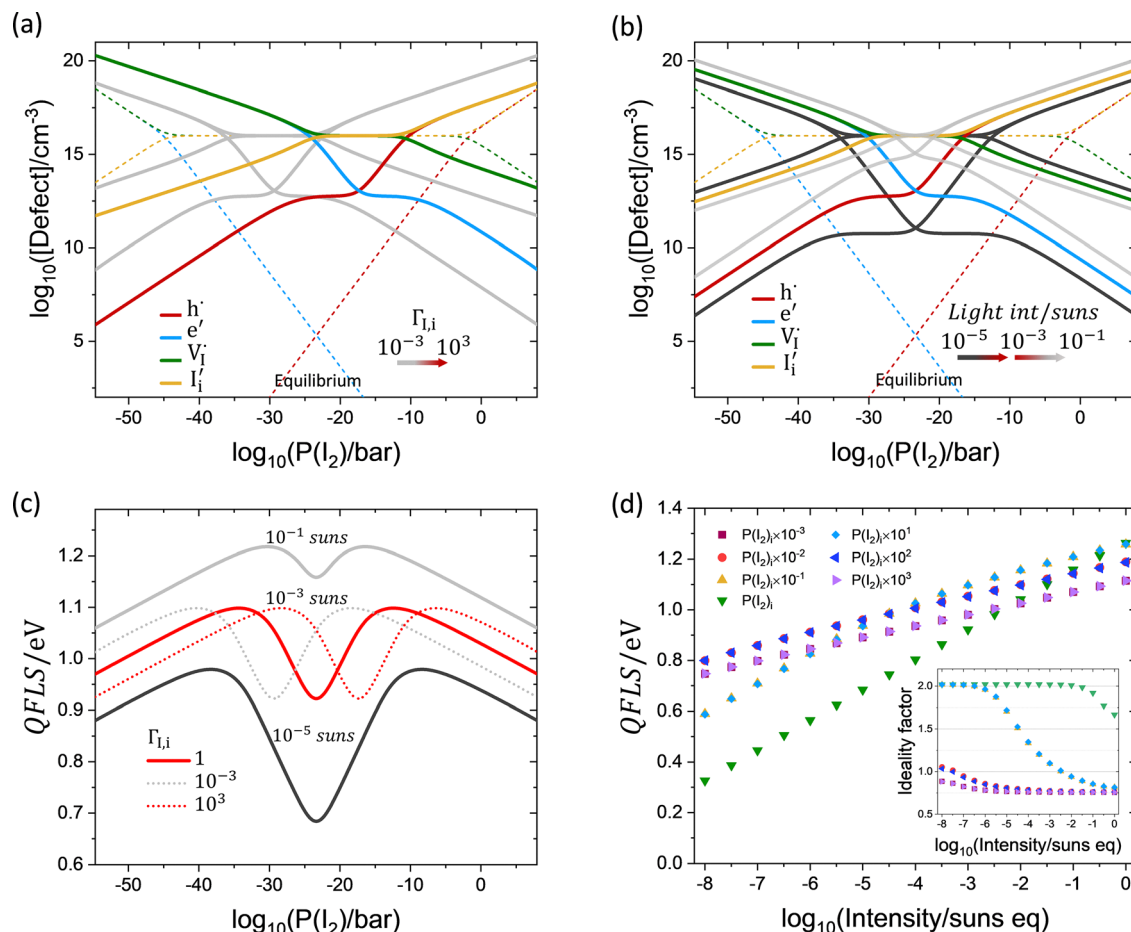 (a)
log₁₀([Defect]/cm⁻³)
20
15
10
5
h˙
e′
V_I˙
I_i′
Γ_I,i
10⁻³ 10³
Equilibrium
-50 -40 -30 -20 -10 0
log₁₀(P(I₂)/bar)
(b)
log₁₀([Defect]/cm⁻³)
20
15
10
5
h˙
e′
V_I˙
I_i′
Light int/suns
10⁻⁵ 10⁻³ 10⁻¹
Equilibrium
-50 -40 -30 -20 -10 0
log₁₀(P(I₂)/bar)
(c)
QFLS/eV
1.2
1.1
1.0
0.9
0.8
0.7
0.6
10⁻¹ suns
10⁻³ suns
10⁻⁵ suns
Γ_I,i
1
10⁻³
10³
-50 -40 -30 -20 -10 0
log₁₀(P(I₂)/bar)
(d)
QFLS/eV
1.4
1.2
1.0
0.8
0.6
0.4
0.2
0.0
P(I₂)ᵢ×10⁻³
P(I₂)ᵢ×10⁻²
P(I₂)ᵢ×10⁻¹
P(I₂)ᵢ
P(I₂)ᵢ×10¹
P(I₂)ᵢ×10²
P(I₂)ᵢ×10³
Ideality factor
2.0
1.0
0.5
-8 -7 -6 -5 -4 -3 -2 -1 0
log₁₀(Intensity/suns eq)
-8 -7 -6 -5 -4 -3 -2 -1 0
log₁₀(Intensity/suns eq)